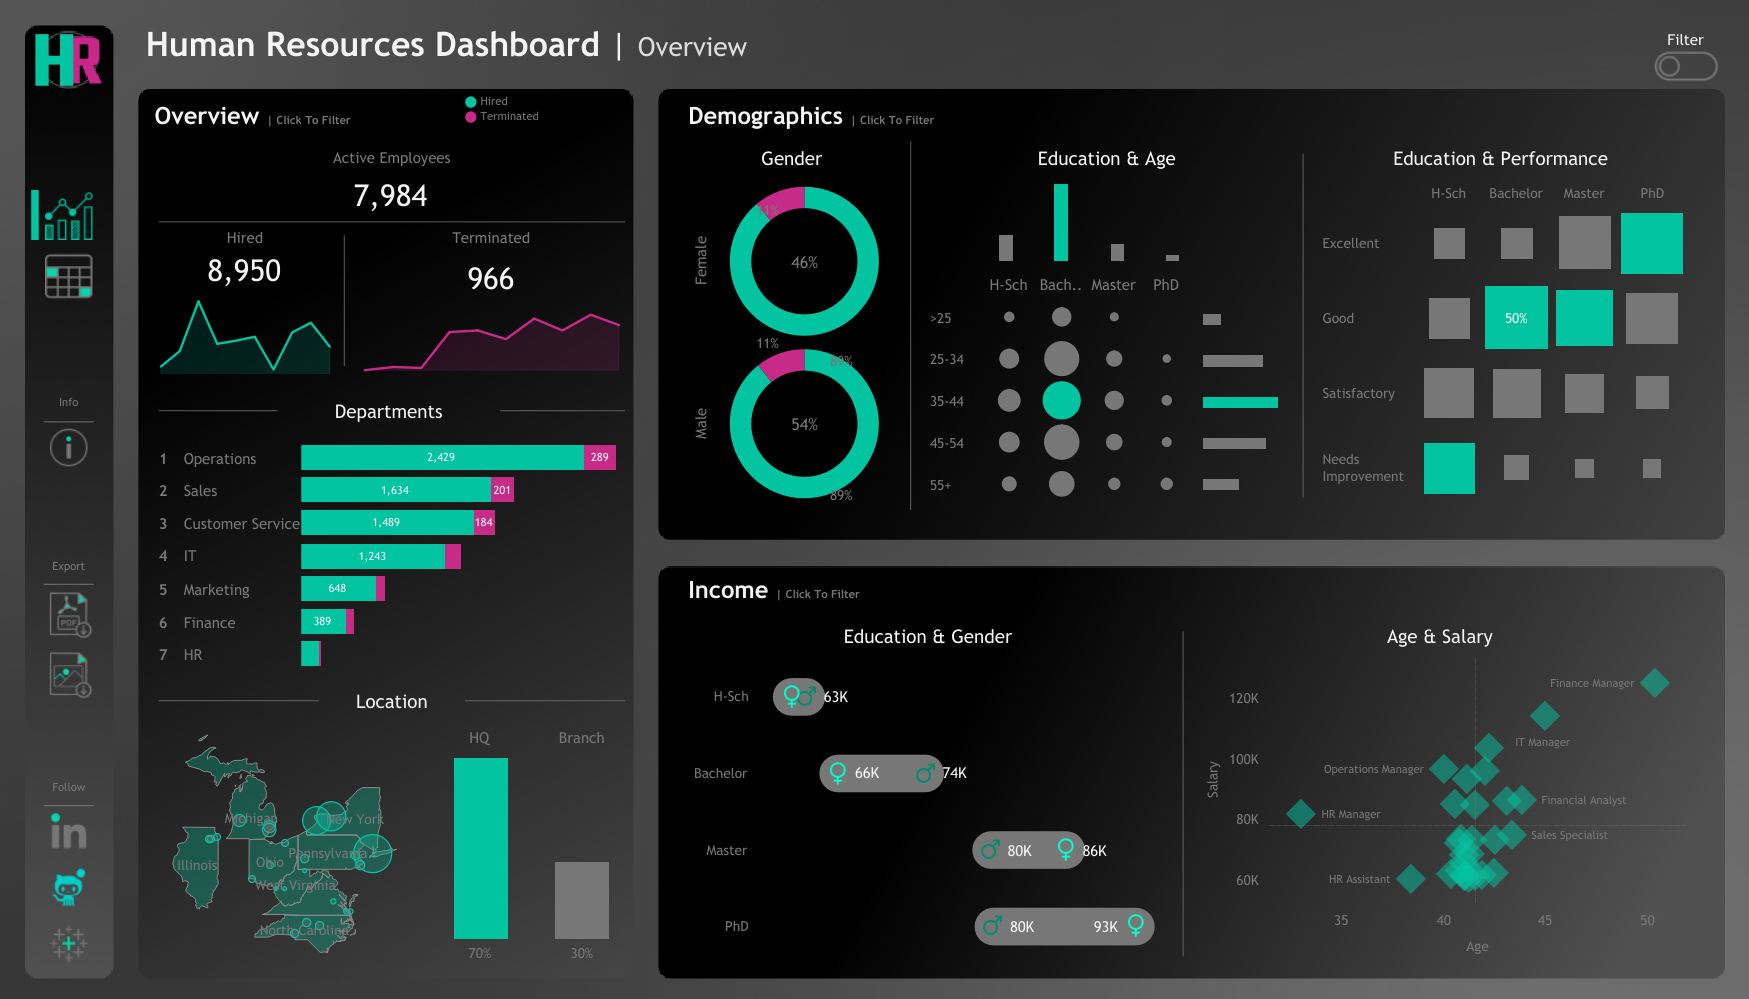 HR
Human Resources Dashboard | Overview
Filter
Info
Export
PDF
Follow
in
Overview | Click To Filter
Hired
Terminated
Active Employees
7,984
Hired
8,950
Terminated
966
Departments
1 Operations 2,429 289
2 Sales 1,634 201
3 Customer Service 1,489 184
4 IT 1,243
5 Marketing 648
6 Finance 389
7 HR
Location
Michigan
New York
Illinois
Ohio
Pennsylvania
West Virginia
North Carolina
HQ
Branch
70%
30%
Demographics | Click To Filter
Gender
Female
11%
46%
89%
Male
11%
54%
89%
Education & Age
H-Sch Bach.. Master PhD
>25
25-34
35-44
45-54
55+
Education & Performance
H-Sch Bachelor Master PhD
Excellent
Good 50%
Satisfactory
Needs
Improvement
Income | Click To Filter
Education & Gender
H-Sch 63K
Bachelor 66K 74K
Master 80K 86K
PhD 80K 93K
Age & Salary
Salary
120K
100K
80K
60K
Finance Manager
IT Manager
Operations Manager
Financial Analyst
HR Manager
Sales Specialist
HR Assistant
35 40 45 50
Age